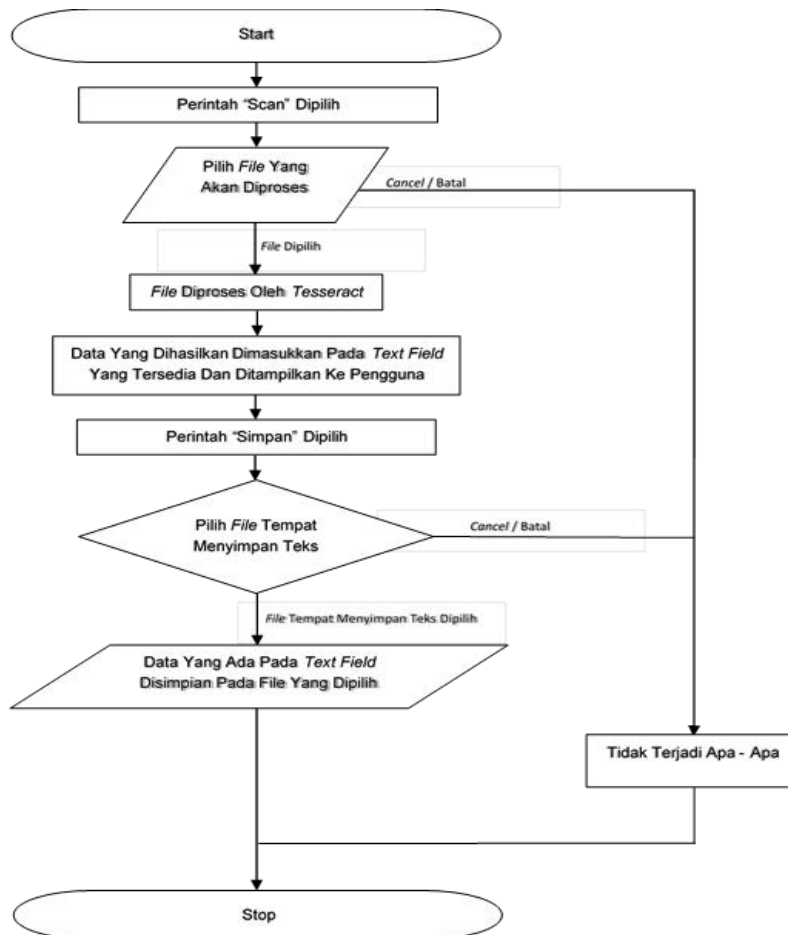 Start
Perintah “Scan” Dipilih
Pilih File Yang
Akan Diproses
Cancel / Batal
File Dipilih
File Diproses Oleh Tesseract
Data Yang Dihasilkan Dimasukkan Pada Text Field
Yang Tersedia Dan Ditampilkan Ke Pengguna
Perintah “Simpan” Dipilih
Pilih File Tempat
Menyimpan Teks
Cancel / Batal
File Tempat Menyimpan Teks Dipilih
Data Yang Ada Pada Text Field
Disimpian Pada File Yang Dipilih
Tidak Terjadi Apa - Apa
Stop